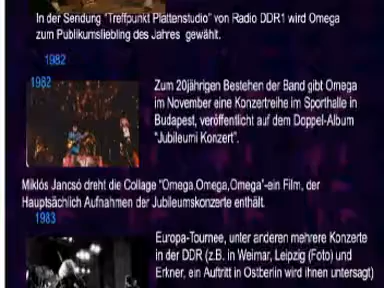 In der Sendung "Treffpunkt Plattenstudio" von Radio DDR1 wird Omega
zum Publikumsliebling des Jahres gewählt.
1982
1982
Zum 20jährigen Bestehen der Band gibt Omega
im November eine Konzertreihe im Sporthalle in
Budapest, veröffentlicht auf dem Doppel-Album
"Jubileumi Konzert".
Miklós Jancsó dreht die Collage "Omega,Omega,Omega"-ein Film, der
Hauptsächlich Aufnahmen der Jubileumskonzerte enthält.
1983
Europa-Tournee, unter anderen mehrere Konzerte
in der DDR (z.B. in Weimar, Leipzig (Foto) und
Erkner, ein Auftritt in Ostberlin wird ihnen untersagt)